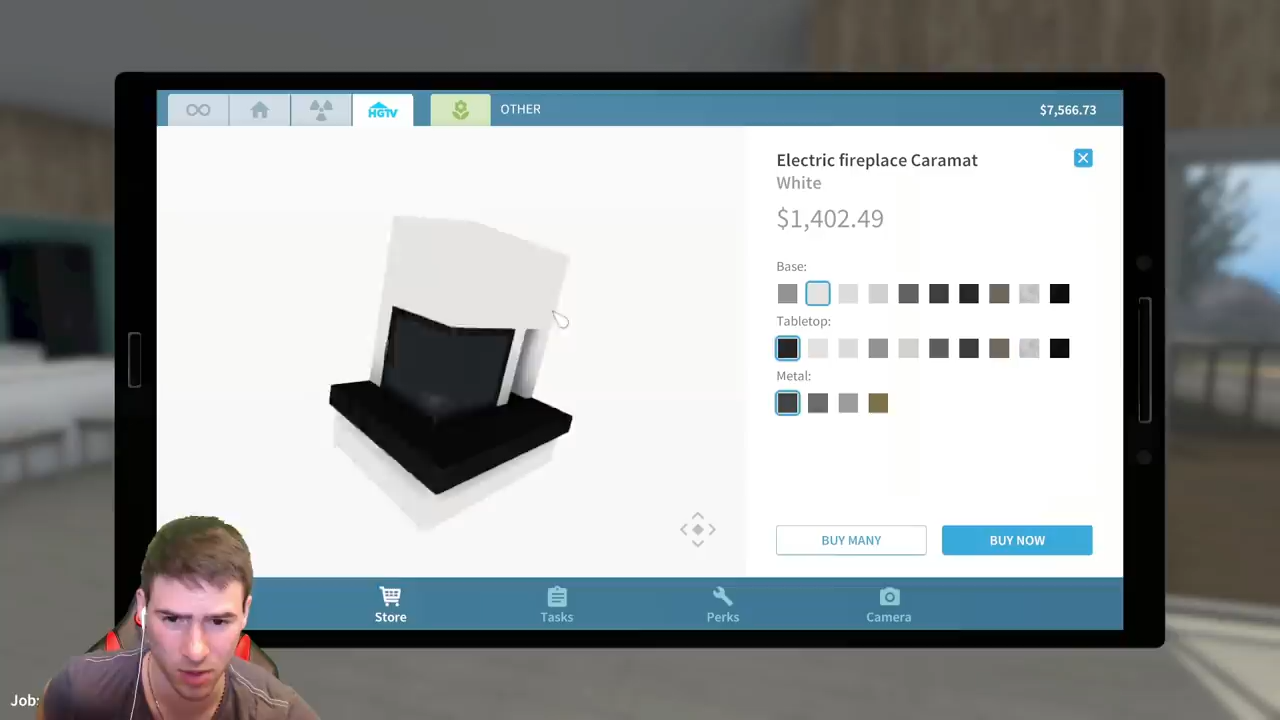 HGTV
OTHER
$7,566.73
Electric fireplace Caramat
White
$1,402.49
Base:
Tabletop:
Metal:
BUY MANY
BUY NOW
Store
Tasks
Perks
Camera
Job: